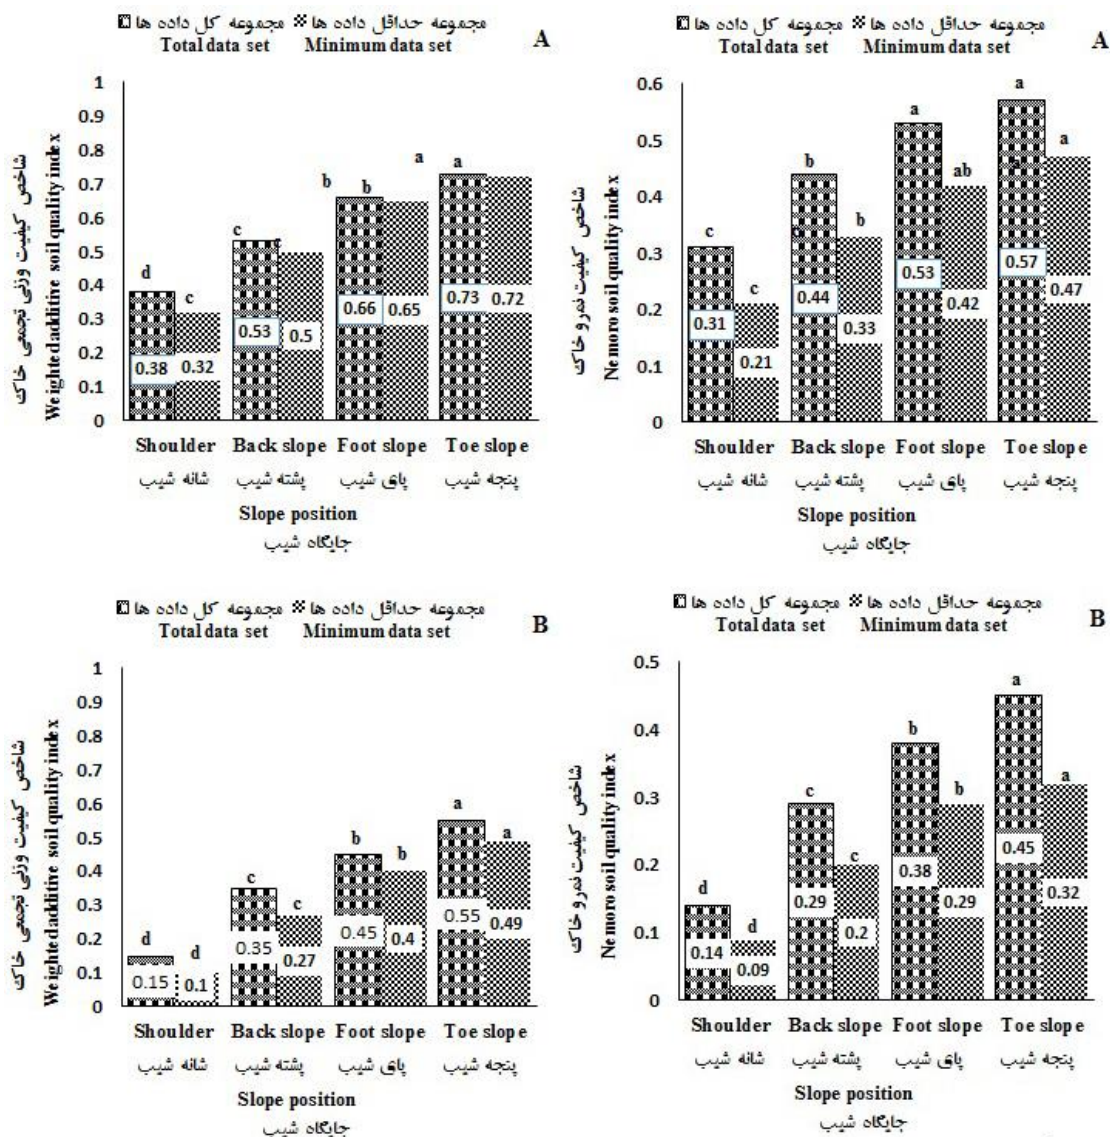 مجموعه کل داده ها مجموعه حداقل داده ها
Total data set Minimum data set
A
شاخص کیفیت وزنی تجمعی خاک
Weighted additive soil quality index
1
0.9
0.8
0.7
0.6
0.5
0.4
0.3
0.2
0.1
0
d c c c b b a a
0.38 0.32 0.53 0.5 0.66 0.65 0.73 0.72
Shoulder Back slope Foot slope Toe slope
شانه شیب پشته شیب پای شیب پنجه شیب
Slope position
جایگاه شیب
مجموعه کل داده ها مجموعه حداقل داده ها
Total data set Minimum data set
A
شاخص کیفیت نمرو خاک
Nemoro soil quality index
0.6
0.5
0.4
0.3
0.2
0.1
0
c c b c b a ab a a a
0.31 0.21 0.44 0.33 0.53 0.42 0.57 0.47
Shoulder Back slope Foot slope Toe slope
شانه شیب پشته شیب پای شیب پنجه شیب
Slope position
جایگاه شیب
مجموعه کل داده ها مجموعه حداقل داده ها
Total data set Minimum data set
B
شاخص کیفیت وزنی تجمعی خاک
Weighted additive soil quality index
1
0.9
0.8
0.7
0.6
0.5
0.4
0.3
0.2
0.1
0
d d c c b b a a
0.15 0.1 0.35 0.27 0.45 0.4 0.55 0.49
Shoulder Back slope Foot slope Toe slope
شانه شیب پشته شیب پای شیب پنجه شیب
Slope position
جایگاه شیب
مجموعه کل داده ها مجموعه حداقل داده ها
Total data set Minimum data set
B
شاخص کیفیت نمرو خاک
Nemoro soil quality index
0.5
0.4
0.3
0.2
0.1
0
d d c c b b a a
0.14 0.09 0.29 0.2 0.38 0.29 0.45 0.32
Shoulder Back slope Foot slope Toe slope
شانه شیب پشته شیب پای شیب پنجه شیب
Slope position
جایگاه شیب